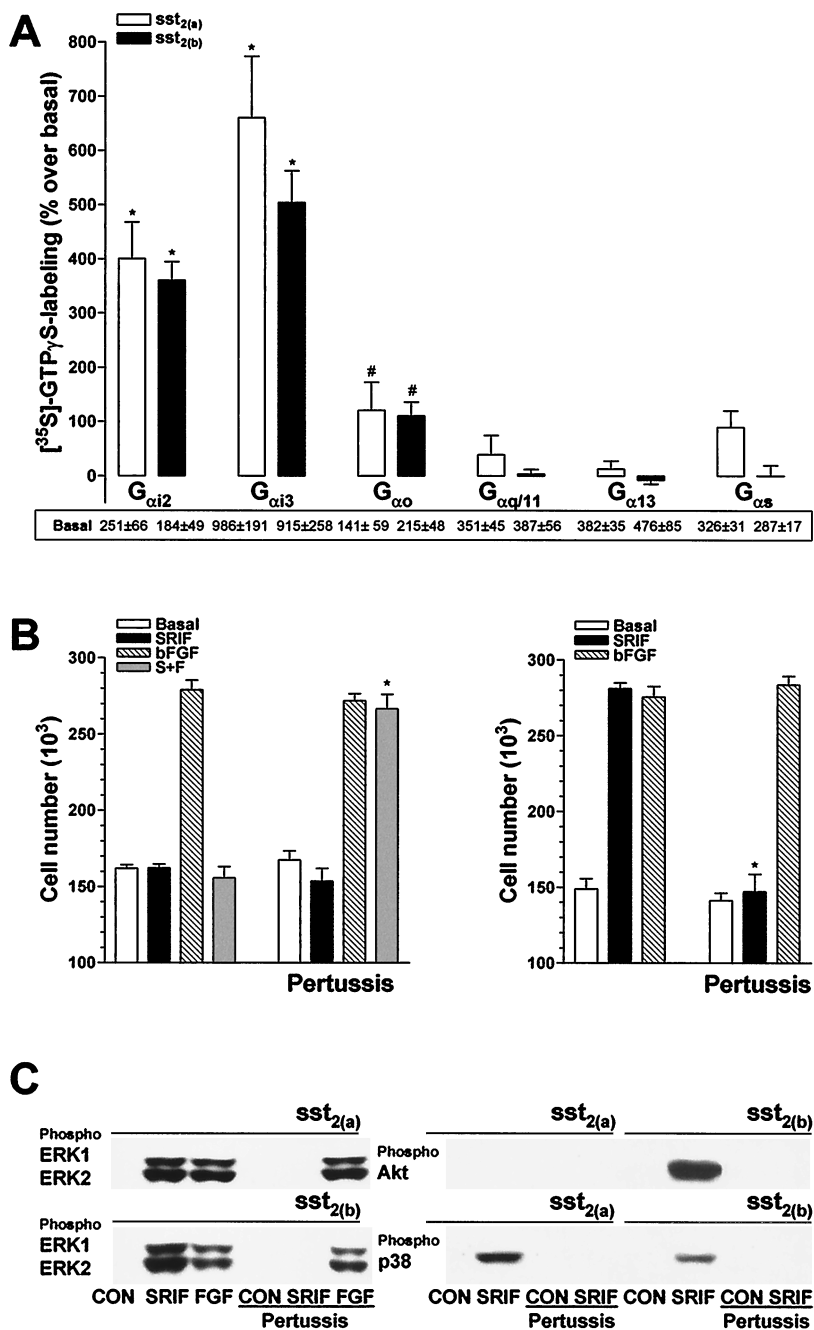 A
sst2(a)
sst2(b)
[35S]-GTPγS-labeling (% over basal)
800
700
600
500
400
300
200
100
0
* * * * # #
Gαi2 Gαi3 Gαo Gαq/11 Gα13 Gαs
Basal 251±66 184±49 986±191 915±258 141± 59 215±48 351±45 387±56 382±35 476±85 326±31 287±17
B
Basal
SRIF
bFGF
S+F
Cell number (10³)
300
250
200
150
100
*
Pertussis
Basal
SRIF
bFGF
Cell number (10³)
300
250
200
150
100
*
Pertussis
C
sst2(a)
Phospho
ERK1
ERK2
sst2(b)
Phospho
ERK1
ERK2
CON SRIF FGF CON SRIF FGF
Pertussis
sst2(a) sst2(b)
Phospho
Akt
sst2(a) sst2(b)
Phospho
p38
CON SRIF CON SRIF CON SRIF CON SRIF
Pertussis Pertussis